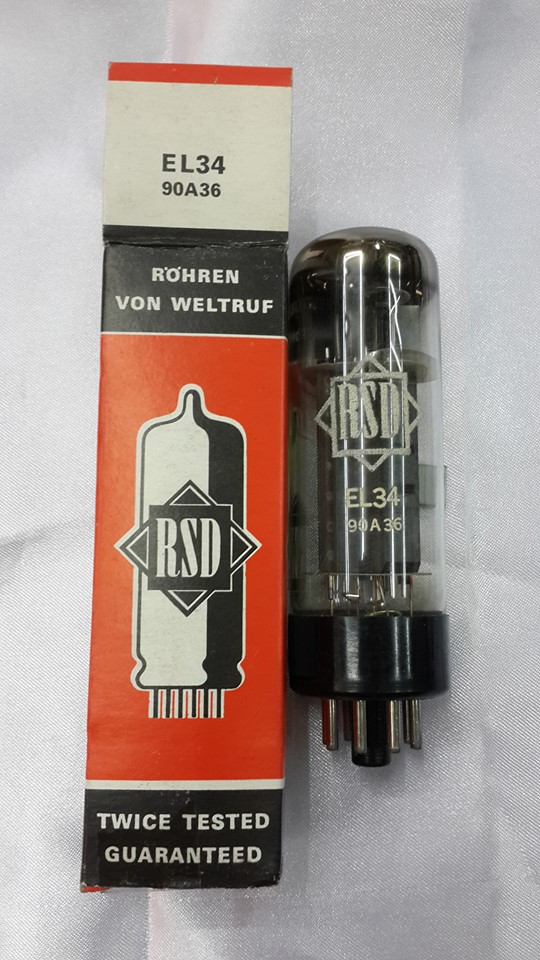 EL34
90A36
RÖHREN
VON WELTRUF
RSD
TWICE TESTED
GUARANTEED
RSD
EL34
90A36